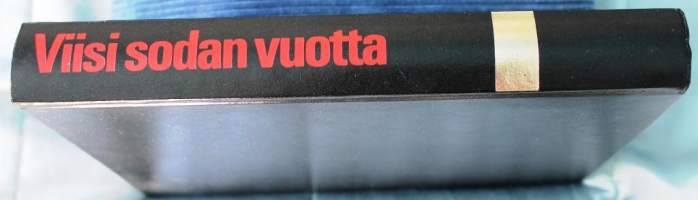 Viisi sodan vuotta